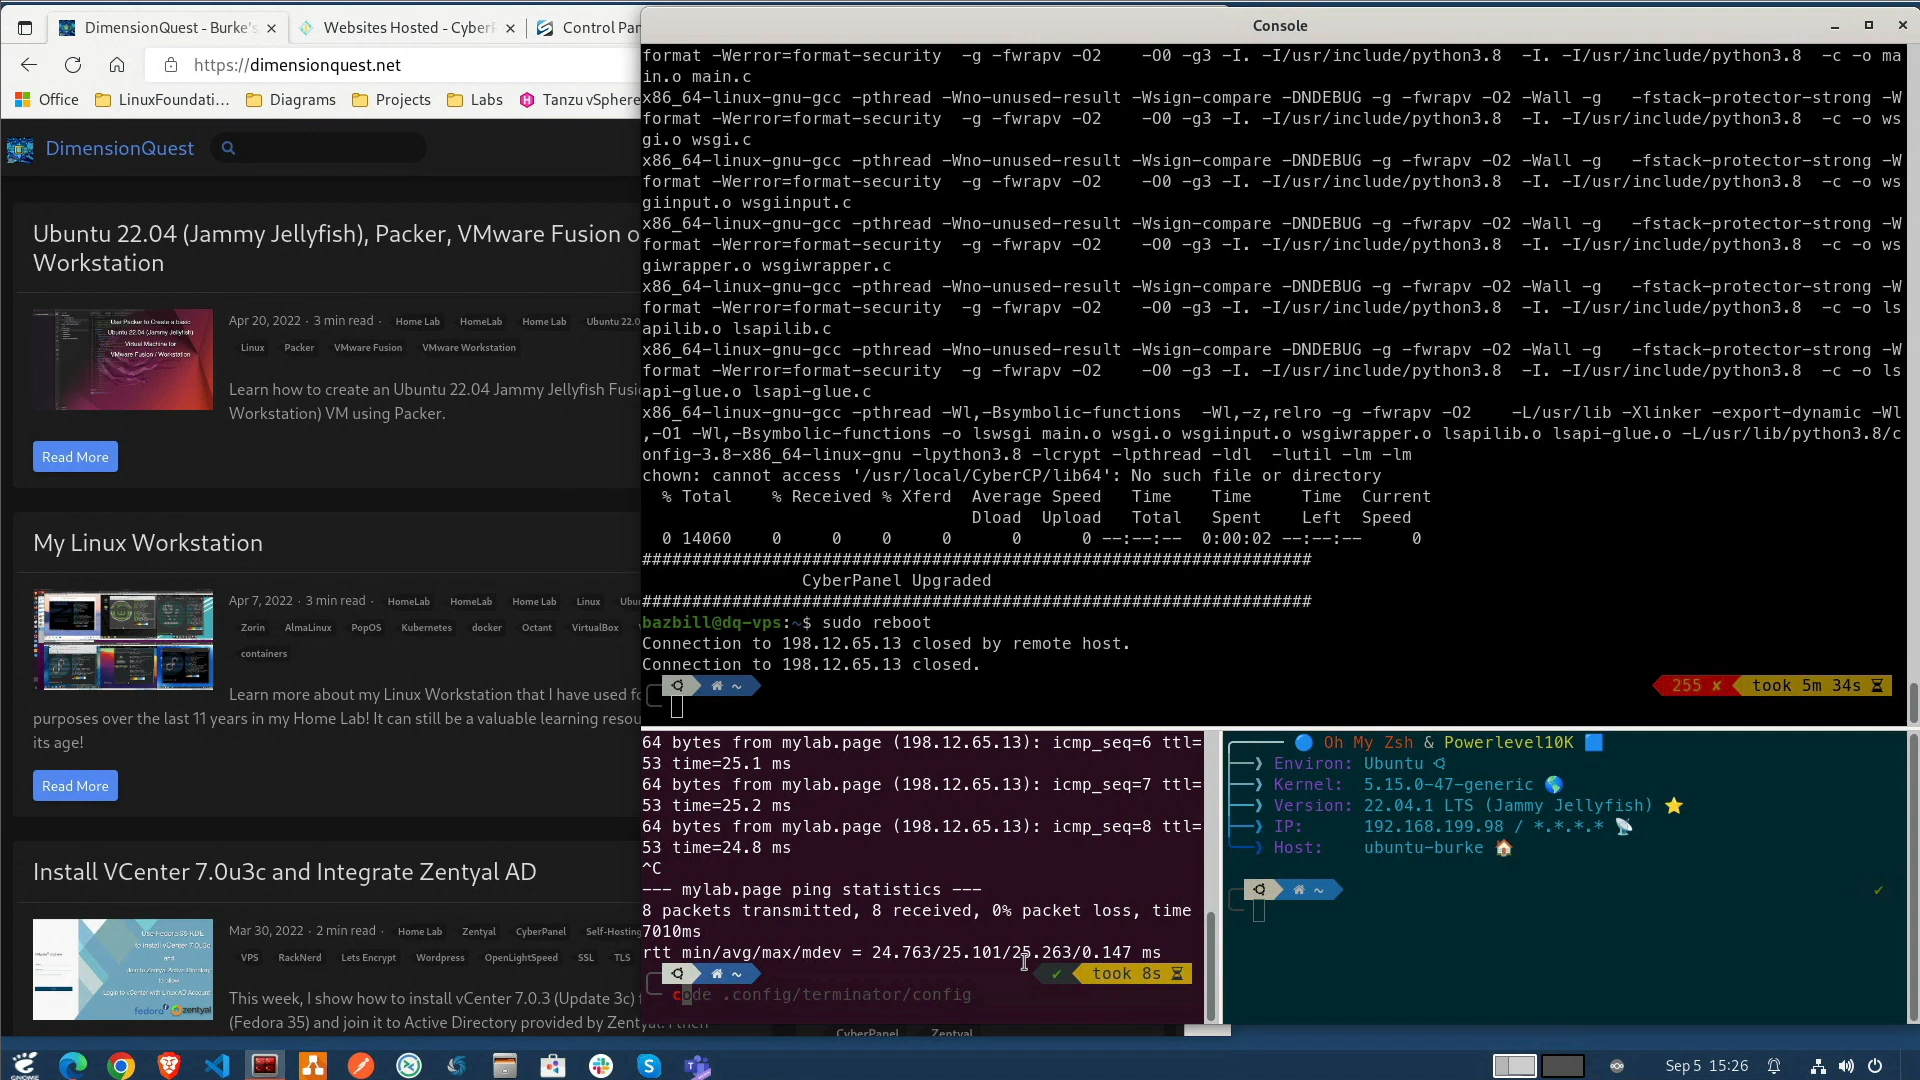 DimensionQuest - Burke's
Websites Hosted - CyberP
Control Pan
https://dimensionquest.net
Office
LinuxFoundati...
Diagrams
Projects
Labs
Tanzu vSphere
DimensionQuest
Ubuntu 22.04 (Jammy Jellyfish), Packer, VMware Fusion o
Workstation
Apr 20, 2022 · 3 min read · Home Lab HomeLab Home Lab Ubuntu 22.0
Linux Packer VMware Fusion VMware Workstation
Learn how to create an Ubuntu 22.04 Jammy Jellyfish Fusi
Workstation) VM using Packer.
Read More
My Linux Workstation
Apr 7, 2022 · 3 min read · HomeLab HomeLab Home Lab Linux Ubu
Zorin AlmaLinux PopOS Kubernetes docker Octant VirtualBox
containers
Learn more about my Linux Workstation that I have used fo
purposes over the last 11 years in my Home Lab! It can still be a valuable learning resou
its age!
Read More
Install VCenter 7.0u3c and Integrate Zentyal AD
Mar 30, 2022 · 2 min read · Home Lab Zentyal CyberPanel Self-Hosting
VPS RackNerd Lets Encrypt Wordpress OpenLightSpeed SSL TLS
This week, I show how to install vCenter 7.0.3 (Update 3c) f
(Fedora 35) and join it to Active Directory provided by Zentyal. I then
CyberPanel Zentyal
Console
format -Werror=format-security -g -fwrapv -O2 -O0 -g3 -I. -I/usr/include/python3.8 -I. -I/usr/include/python3.8 -c -o ma
in.o main.c
x86_64-linux-gnu-gcc -pthread -Wno-unused-result -Wsign-compare -DNDEBUG -g -fwrapv -O2 -Wall -g -fstack-protector-strong -W
format -Werror=format-security -g -fwrapv -O2 -O0 -g3 -I. -I/usr/include/python3.8 -I. -I/usr/include/python3.8 -c -o ws
gi.o wsgi.c
x86_64-linux-gnu-gcc -pthread -Wno-unused-result -Wsign-compare -DNDEBUG -g -fwrapv -O2 -Wall -g -fstack-protector-strong -W
format -Werror=format-security -g -fwrapv -O2 -O0 -g3 -I. -I/usr/include/python3.8 -I. -I/usr/include/python3.8 -c -o ws
giinput.o wsgiinput.c
x86_64-linux-gnu-gcc -pthread -Wno-unused-result -Wsign-compare -DNDEBUG -g -fwrapv -O2 -Wall -g -fstack-protector-strong -W
format -Werror=format-security -g -fwrapv -O2 -O0 -g3 -I. -I/usr/include/python3.8 -I. -I/usr/include/python3.8 -c -o ws
giwrapper.o wsgiwrapper.c
x86_64-linux-gnu-gcc -pthread -Wno-unused-result -Wsign-compare -DNDEBUG -g -fwrapv -O2 -Wall -g -fstack-protector-strong -W
format -Werror=format-security -g -fwrapv -O2 -O0 -g3 -I. -I/usr/include/python3.8 -I. -I/usr/include/python3.8 -c -o ls
apilib.o lsapilib.c
x86_64-linux-gnu-gcc -pthread -Wno-unused-result -Wsign-compare -DNDEBUG -g -fwrapv -O2 -Wall -g -fstack-protector-strong -W
format -Werror=format-security -g -fwrapv -O2 -O0 -g3 -I. -I/usr/include/python3.8 -I. -I/usr/include/python3.8 -c -o ls
api-glue.o lsapi-glue.c
x86_64-linux-gnu-gcc -pthread -Wl,-Bsymbolic-functions -Wl,-z,relro -g -fwrapv -O2 -L/usr/lib -Xlinker -export-dynamic -Wl
,-O1 -Wl,-Bsymbolic-functions -o lswsgi main.o wsgi.o wsgiinput.o wsgiwrapper.o lsapilib.o lsapi-glue.o -L/usr/lib/python3.8/c
onfig-3.8-x86_64-linux-gnu -lpython3.8 -lcrypt -lpthread -ldl -lutil -lm -lm
chown: cannot access '/usr/local/CyberCP/lib64': No such file or directory
% Total % Received % Xferd Average Speed Time Time Time Current
Dload Upload Total Spent Left Speed
0 14060 0 0 0 0 0 0 --:--:-- 0:00:02 --:--:-- 0
###################################################################
CyberPanel Upgraded
###################################################################
bazbill@dq-vps:~$ sudo reboot
Connection to 198.12.65.13 closed by remote host.
Connection to 198.12.65.13 closed.
~ 255 ✘ took 5m 34s
64 bytes from mylab.page (198.12.65.13): icmp_seq=6 ttl=
53 time=25.1 ms
64 bytes from mylab.page (198.12.65.13): icmp_seq=7 ttl=
53 time=25.2 ms
64 bytes from mylab.page (198.12.65.13): icmp_seq=8 ttl=
53 time=24.8 ms
^C
--- mylab.page ping statistics ---
8 packets transmitted, 8 received, 0% packet loss, time
7010ms
rtt min/avg/max/mdev = 24.763/25.101/25.263/0.147 ms
~ ✔ took 8s
code .config/terminator/config
Oh My Zsh & Powerlevel10K
Environ: Ubuntu
Kernel: 5.15.0-47-generic
Version: 22.04.1 LTS (Jammy Jellyfish)
IP: 192.168.199.98 / *.*.*.*
Host: ubuntu-burke
~ ✔
GNOME
Sep 5 15:26